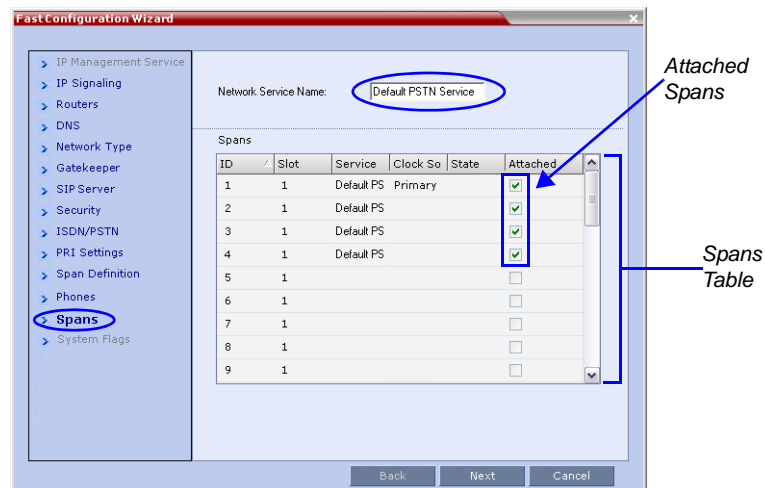 Fast Configuration Wizard
IP Management Service
IP Signaling
Routers
DNS
Network Type
Gatekeeper
SIP Server
Security
ISDN/PSTN
PRI Settings
Span Definition
Phones
Spans
System Flags
Network Service Name: Default PSTN Service
Spans
ID Slot Service Clock So State Attached
1 1 Default PS Primary
2 1 Default PS
3 1 Default PS
4 1 Default PS
5 1
6 1
7 1
8 1
9 1
Back Next Cancel
Attached
Spans
Spans
Table